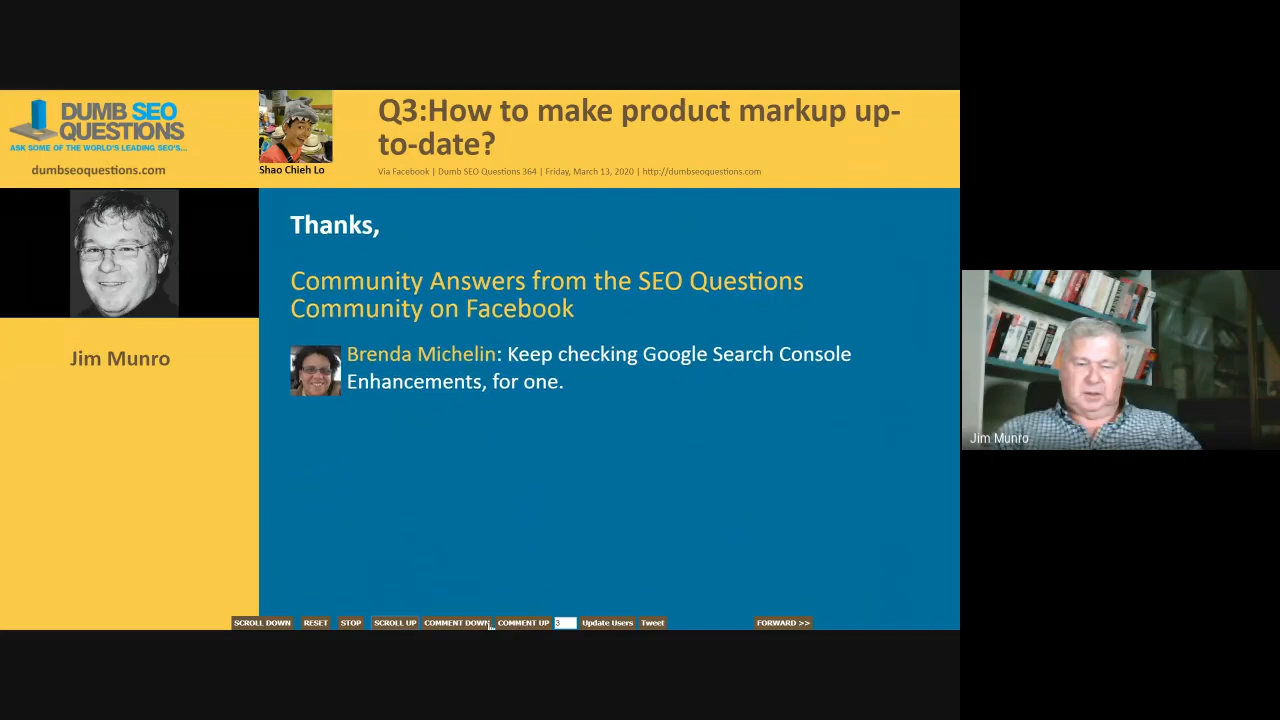 DUMB SEO
QUESTIONS
ASK SOME OF THE WORLD'S LEADING SEO'S...
dumbseoquestions.com
Shao Chieh Lo
Q3:How to make product markup up-
to-date?
Via Facebook | Dumb SEO Questions 364 | Friday, March 13, 2020 | http://dumbseoquestions.com
Jim Munro
Thanks,
Community Answers from the SEO Questions
Community on Facebook
Brenda Michelin: Keep checking Google Search Console
Enhancements, for one.
Jim Munro
SCROLL DOWN RESET STOP SCROLL UP COMMENT DOWN COMMENT UP 3 Update Users Tweet FORWARD >>